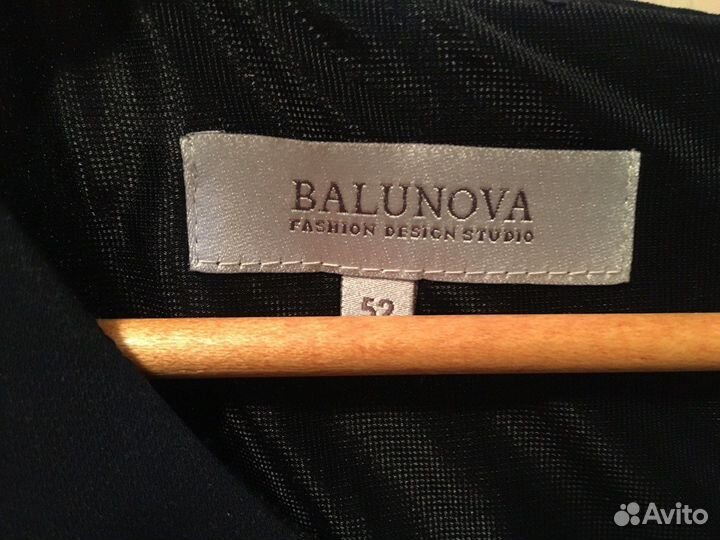 BALUNOVA
FASHION DESIGN STUDIO
52
Avito